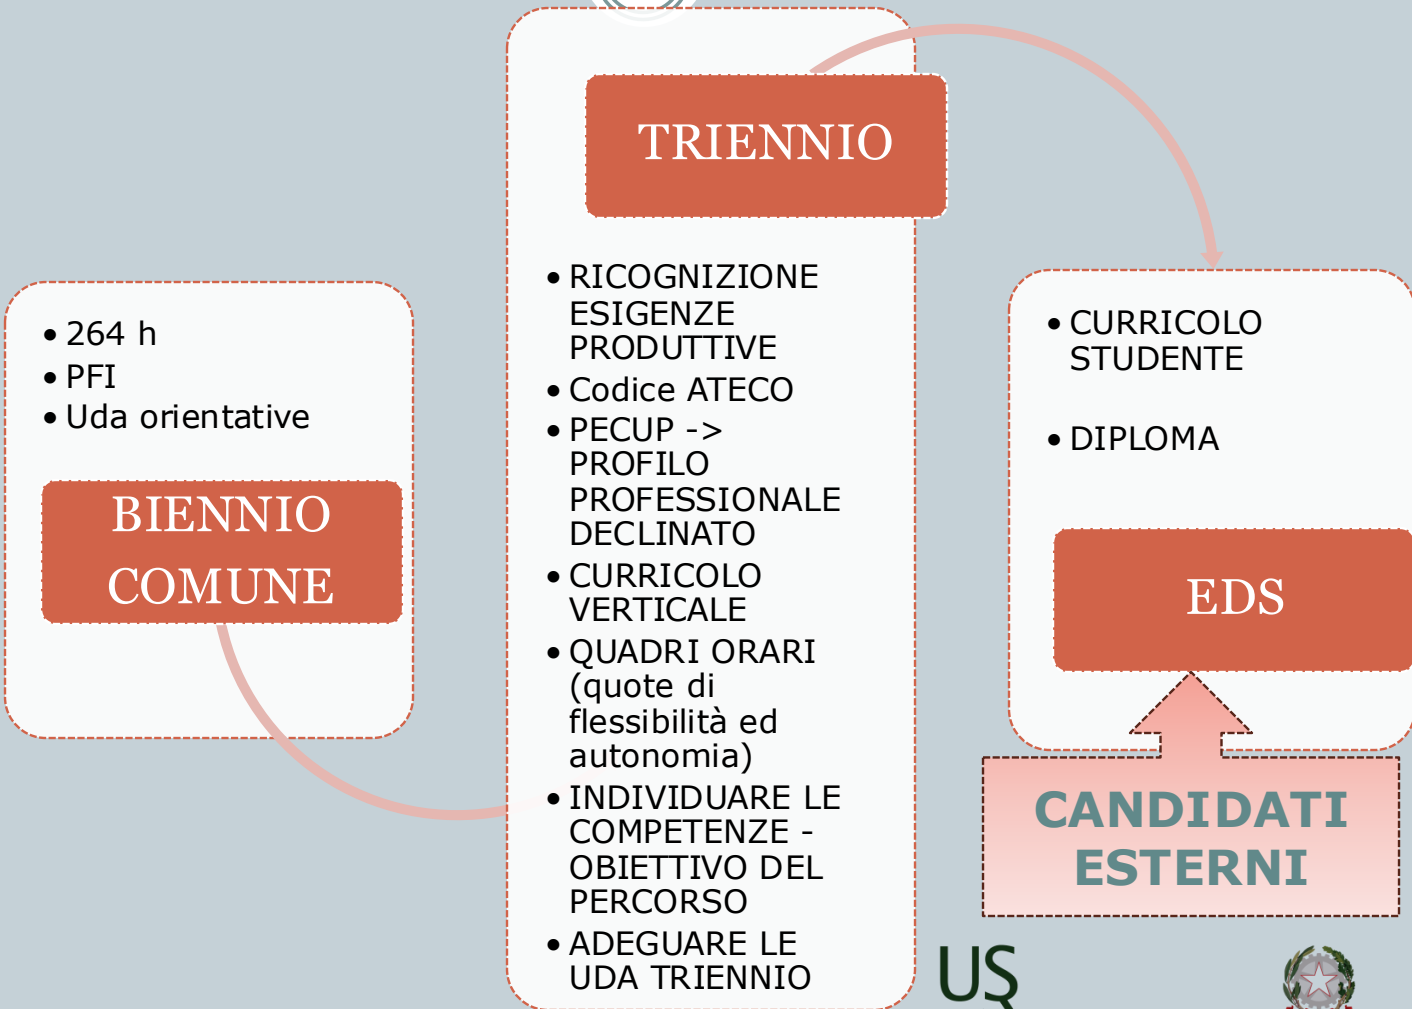 • 264 h
• PFI
• Uda orientative
BIENNIO
COMUNE
TRIENNIO
• RICOGNIZIONE
ESIGENZE
PRODUTTIVE
• Codice ATECO
• PECUP ->
PROFILO
PROFESSIONALE
DECLINATO
• CURRICOLO
VERTICALE
• QUADRI ORARI
(quote di
flessibilità ed
autonomia)
• INDIVIDUARE LE
COMPETENZE -
OBIETTIVO DEL
PERCORSO
• ADEGUARE LE
UDA TRIENNIO
• CURRICOLO
STUDENTE
• DIPLOMA
EDS
CANDIDATI
ESTERNI
US